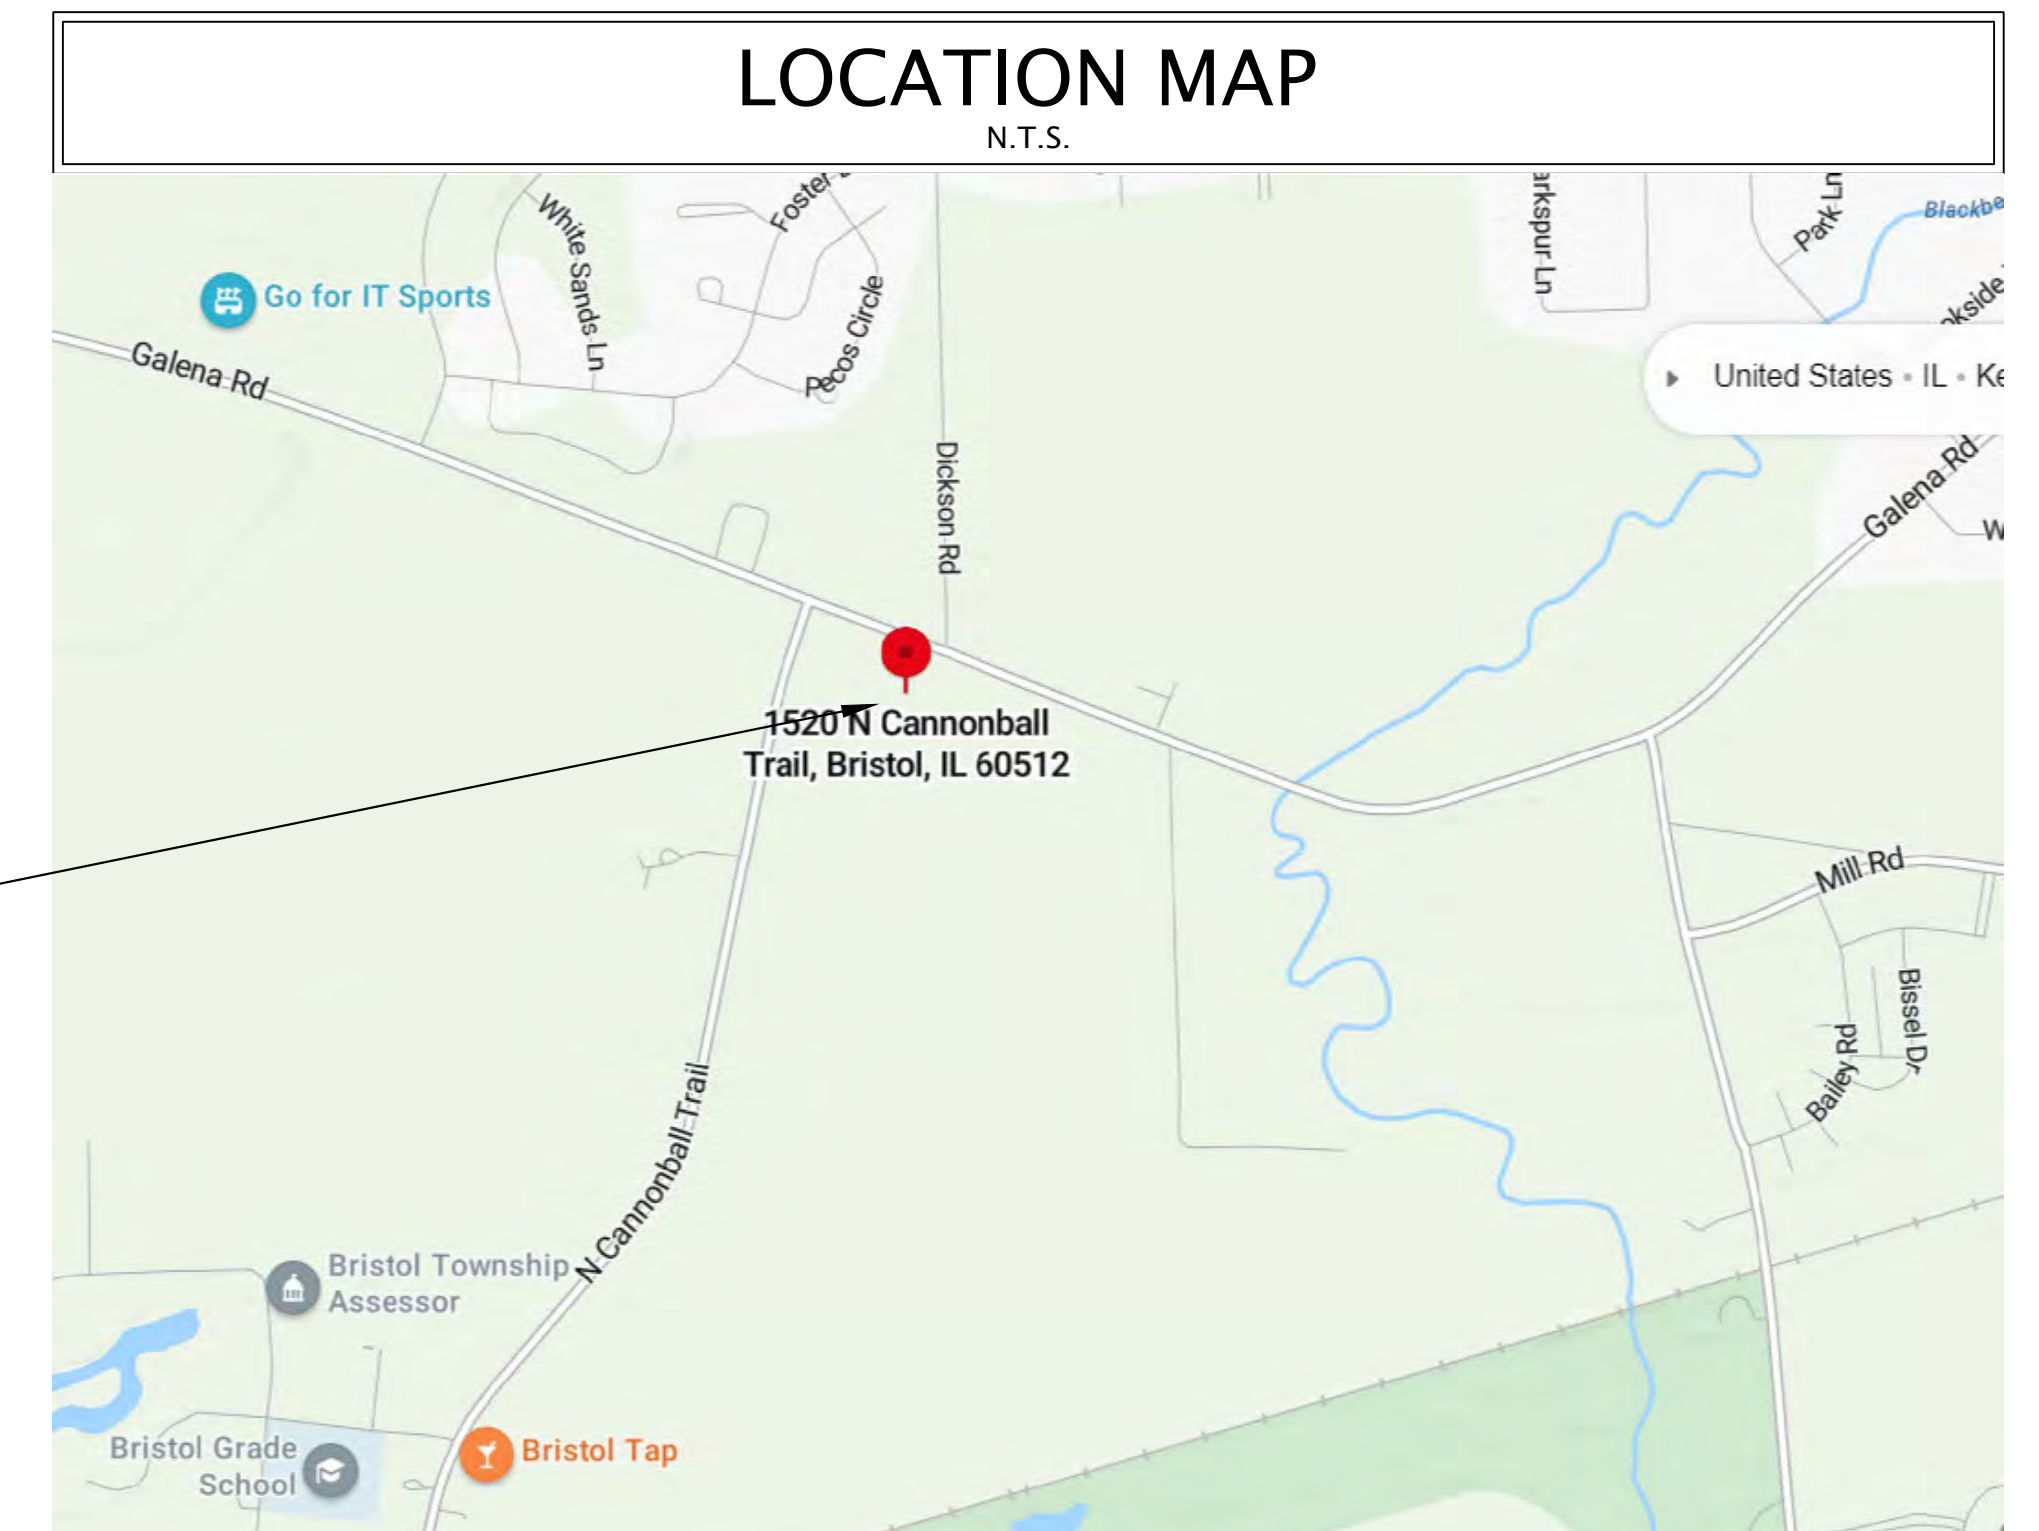 LOCATION MAP
N.T.S.
White Sands Ln
Foster
Pecos Circle
Park Ln
Go for IT Sports
Galena Rd
United States • IL •
Dickson Rd
Galena Rd
1520 N Cannonball
Trail, Bristol, IL 60512
Mill Rd
Bissel Dr
Bailey Rd
N Cannonball Trail
Bristol Township
Assessor
Bristol Grade
School
Bristol Tap